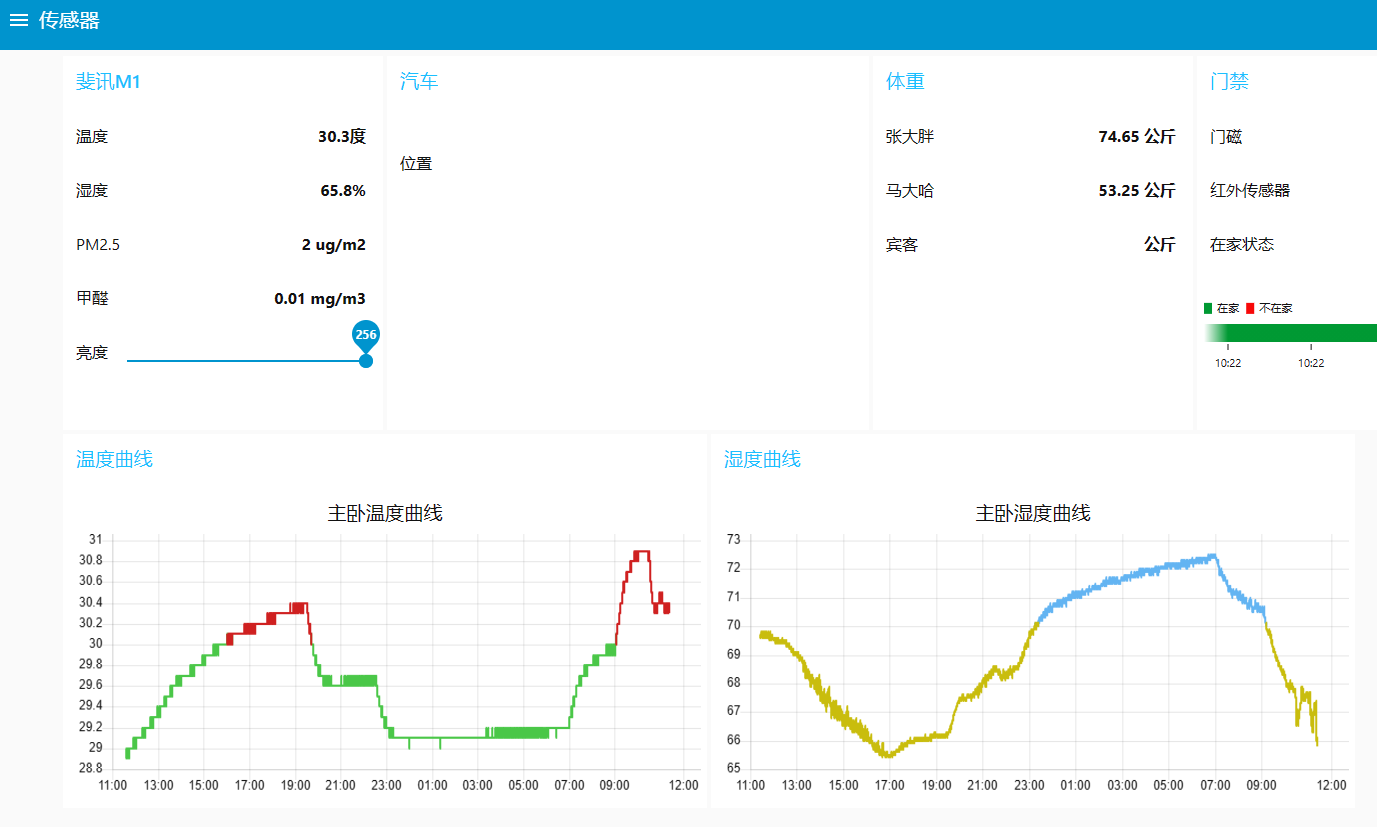 传感器
斐讯M1
温度 30.3度
湿度 65.8%
PM2.5 2 ug/m2
甲醛 0.01 mg/m3
256
亮度
汽车
位置
体重
张大胖 74.65 公斤
马大哈 53.25 公斤
宾客 公斤
门禁
门磁
红外传感器
在家状态
在家 不在家
10:22 10:22
温度曲线
主卧温度曲线
31
30.8
30.6
30.4
30.2
30
29.8
29.6
29.4
29.2
29
28.8
11:00 13:00 15:00 17:00 19:00 21:00 23:00 01:00 03:00 05:00 07:00 09:00 12:00
湿度曲线
主卧湿度曲线
73
72
71
70
69
68
67
66
65
11:00 13:00 15:00 17:00 19:00 21:00 23:00 01:00 03:00 05:00 07:00 09:00 12:00